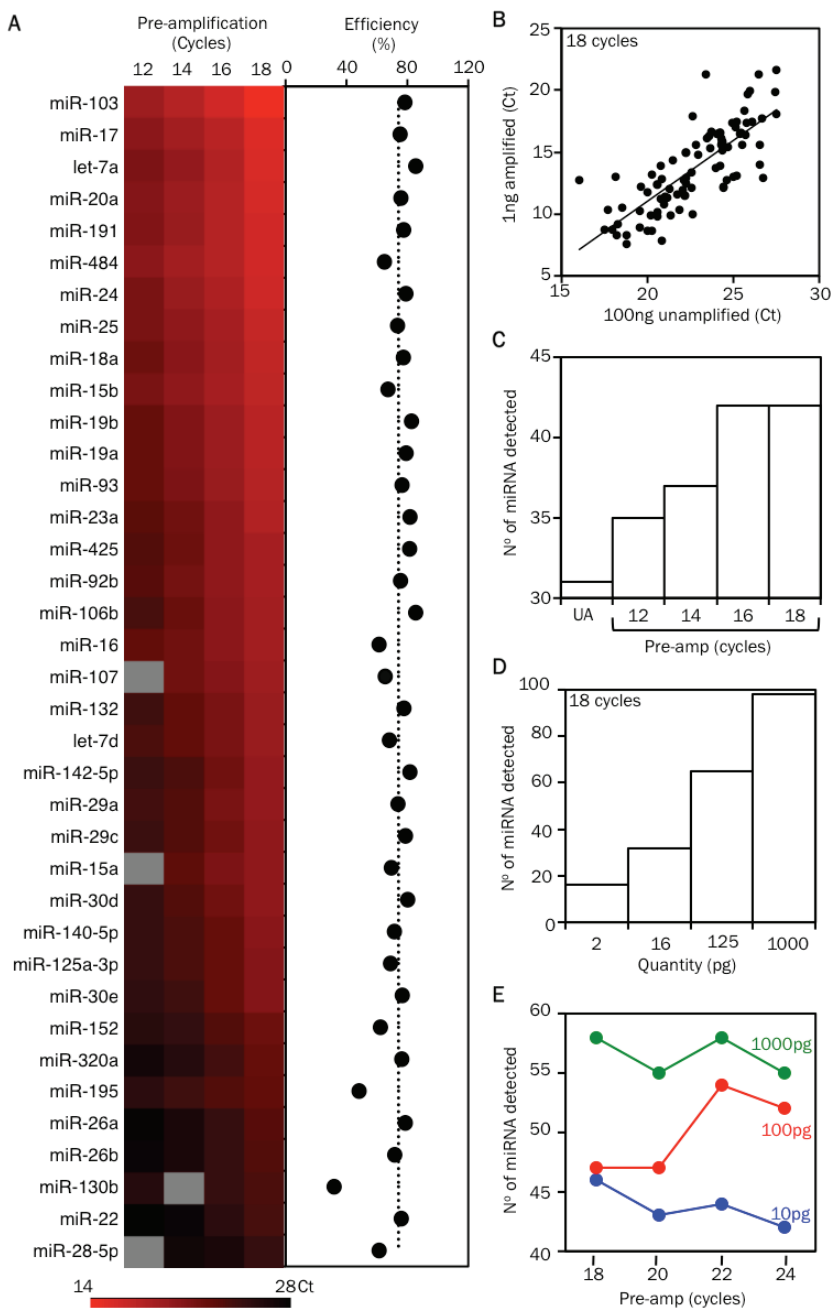 A
Pre-amplification
(Cycles)
12 14 16 18
Efficiency
(%)
0 40 80 120
miR-103
miR-17
let-7a
miR-20a
miR-191
miR-484
miR-24
miR-25
miR-18a
miR-15b
miR-19b
miR-19a
miR-93
miR-23a
miR-425
miR-92b
miR-106b
miR-16
miR-107
miR-132
let-7d
miR-142-5p
miR-29a
miR-29c
miR-15a
miR-30d
miR-140-5p
miR-125a-3p
miR-30e
miR-152
miR-320a
miR-195
miR-26a
miR-26b
miR-130b
miR-22
miR-28-5p
14 28Ct
B
18 cycles
1ng amplified (Ct)
25
20
15
10
5
15 20 25 30
100ng unamplified (Ct)
C
Nº of miRNA detected
45
40
35
30
UA 12 14 16 18
Pre-amp (cycles)
D
18 cycles
Nº of miRNA detected
100
80
60
40
20
0
2 16 125 1000
Quantity (pg)
E
Nº of miRNA detected
60
55
50
45
40
1000pg
100pg
10pg
18 20 22 24
Pre-amp (cycles)